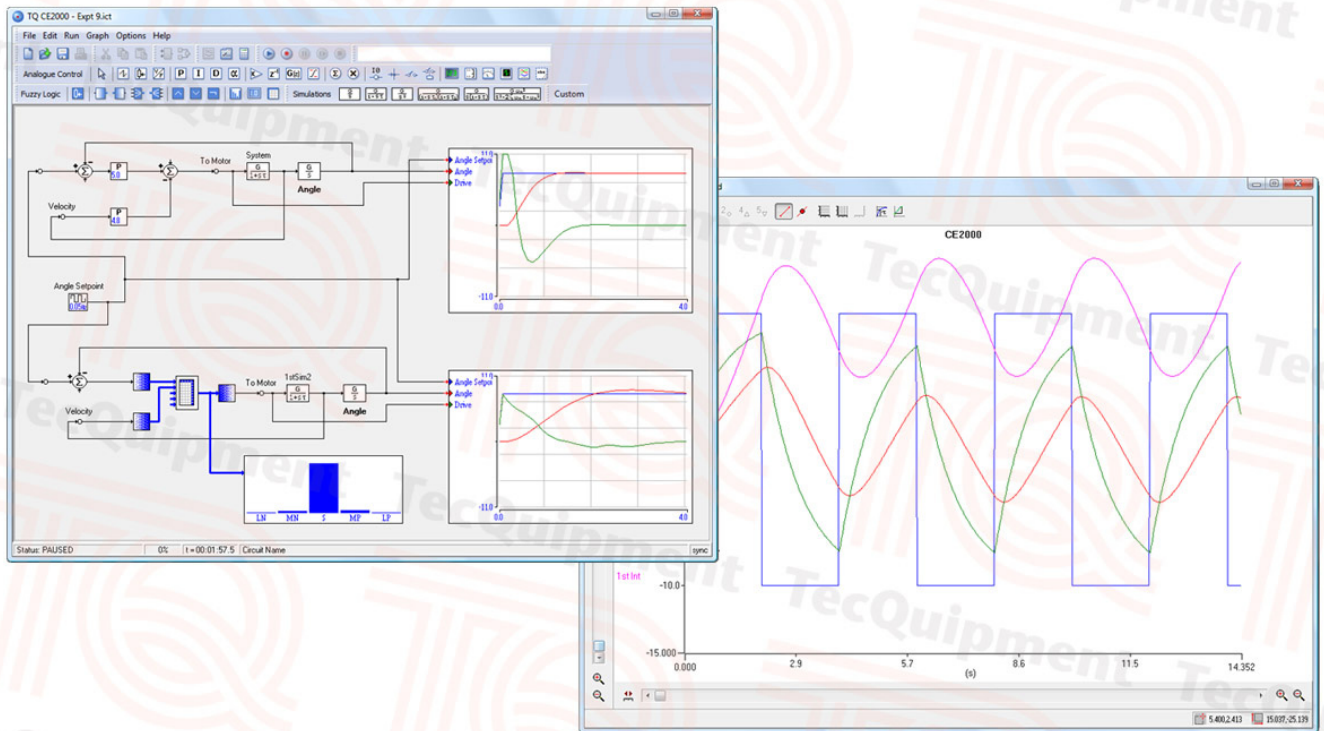 TQ CE2000 - Expt 9.ict
File Edit Run Graph Options Help
Analogue Control P I D α G(s) Σ
Fuzzy Logic Simulations Custom
System
To Motor
P
5.0
G
1+sτ
G
s
Angle
Velocity
P
4.0
Angle Setpoint
0.05Hz
11.0
Angle Setpoi
Angle
Drive
-11.0
0.0 4.0
1stSim2
To Motor
G
1+sτ
G
s
Angle
Velocity
11.0
Angle Setpoi
Angle
Drive
-11.0
0.0 4.0
LN MN S MP LP
Status: PAUSED 0% t = 00:01:57.5 Circuit Name sync
CE2000
1st Int
-10.0
-15.000
0.000 2.9 5.7 8.6 11.5 14.352
(s)
5.400,2.413 15.037,-25.139
TecQuipment